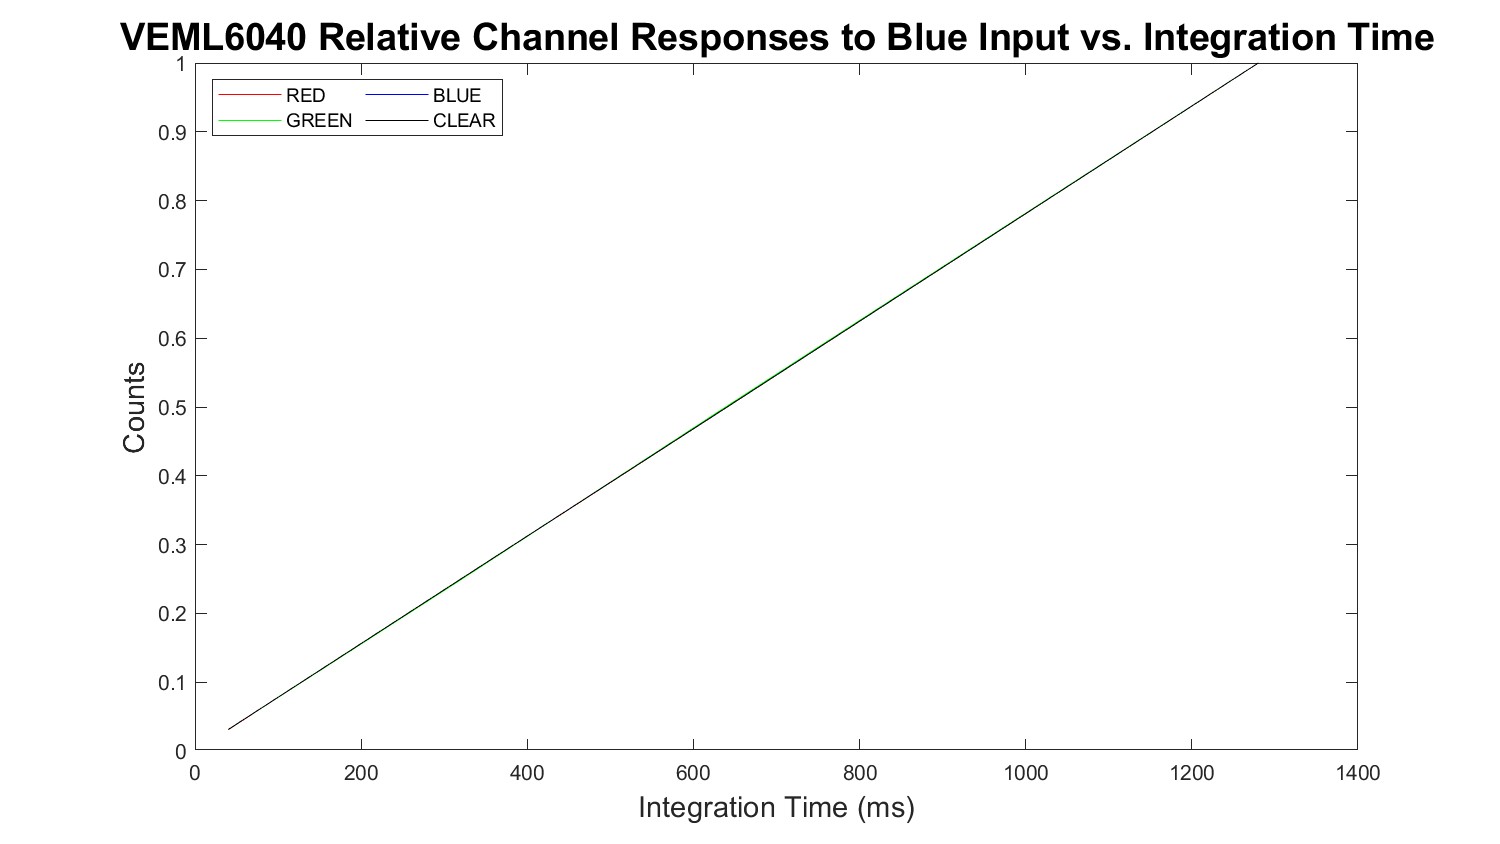 VEML6040 Relative Channel Responses to Blue Input vs. Integration Time
RED
BLUE
GREEN
CLEAR
1
0.9
0.8
0.7
0.6
0.5
0.4
0.3
0.2
0.1
0
Counts
0 200 400 600 800 1000 1200 1400
Integration Time (ms)